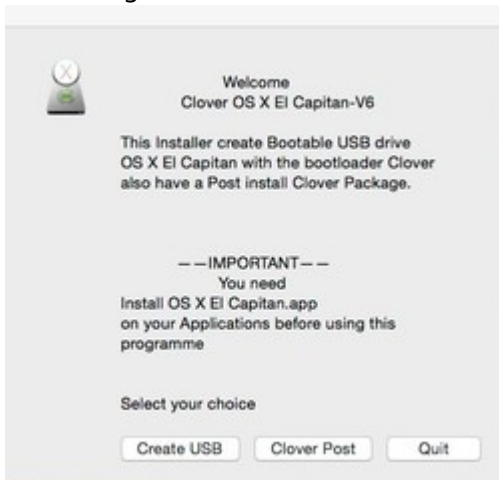 Welcome
Clover OS X El Capitan-V6
This Installer create Bootable USB drive
OS X El Capitan with the bootloader Clover
also have a Post install Clover Package.
——IMPORTANT——
You need
Install OS X El Capitan.app
on your Applications before using this
programme
Select your choice
Create USB Clover Post Quit